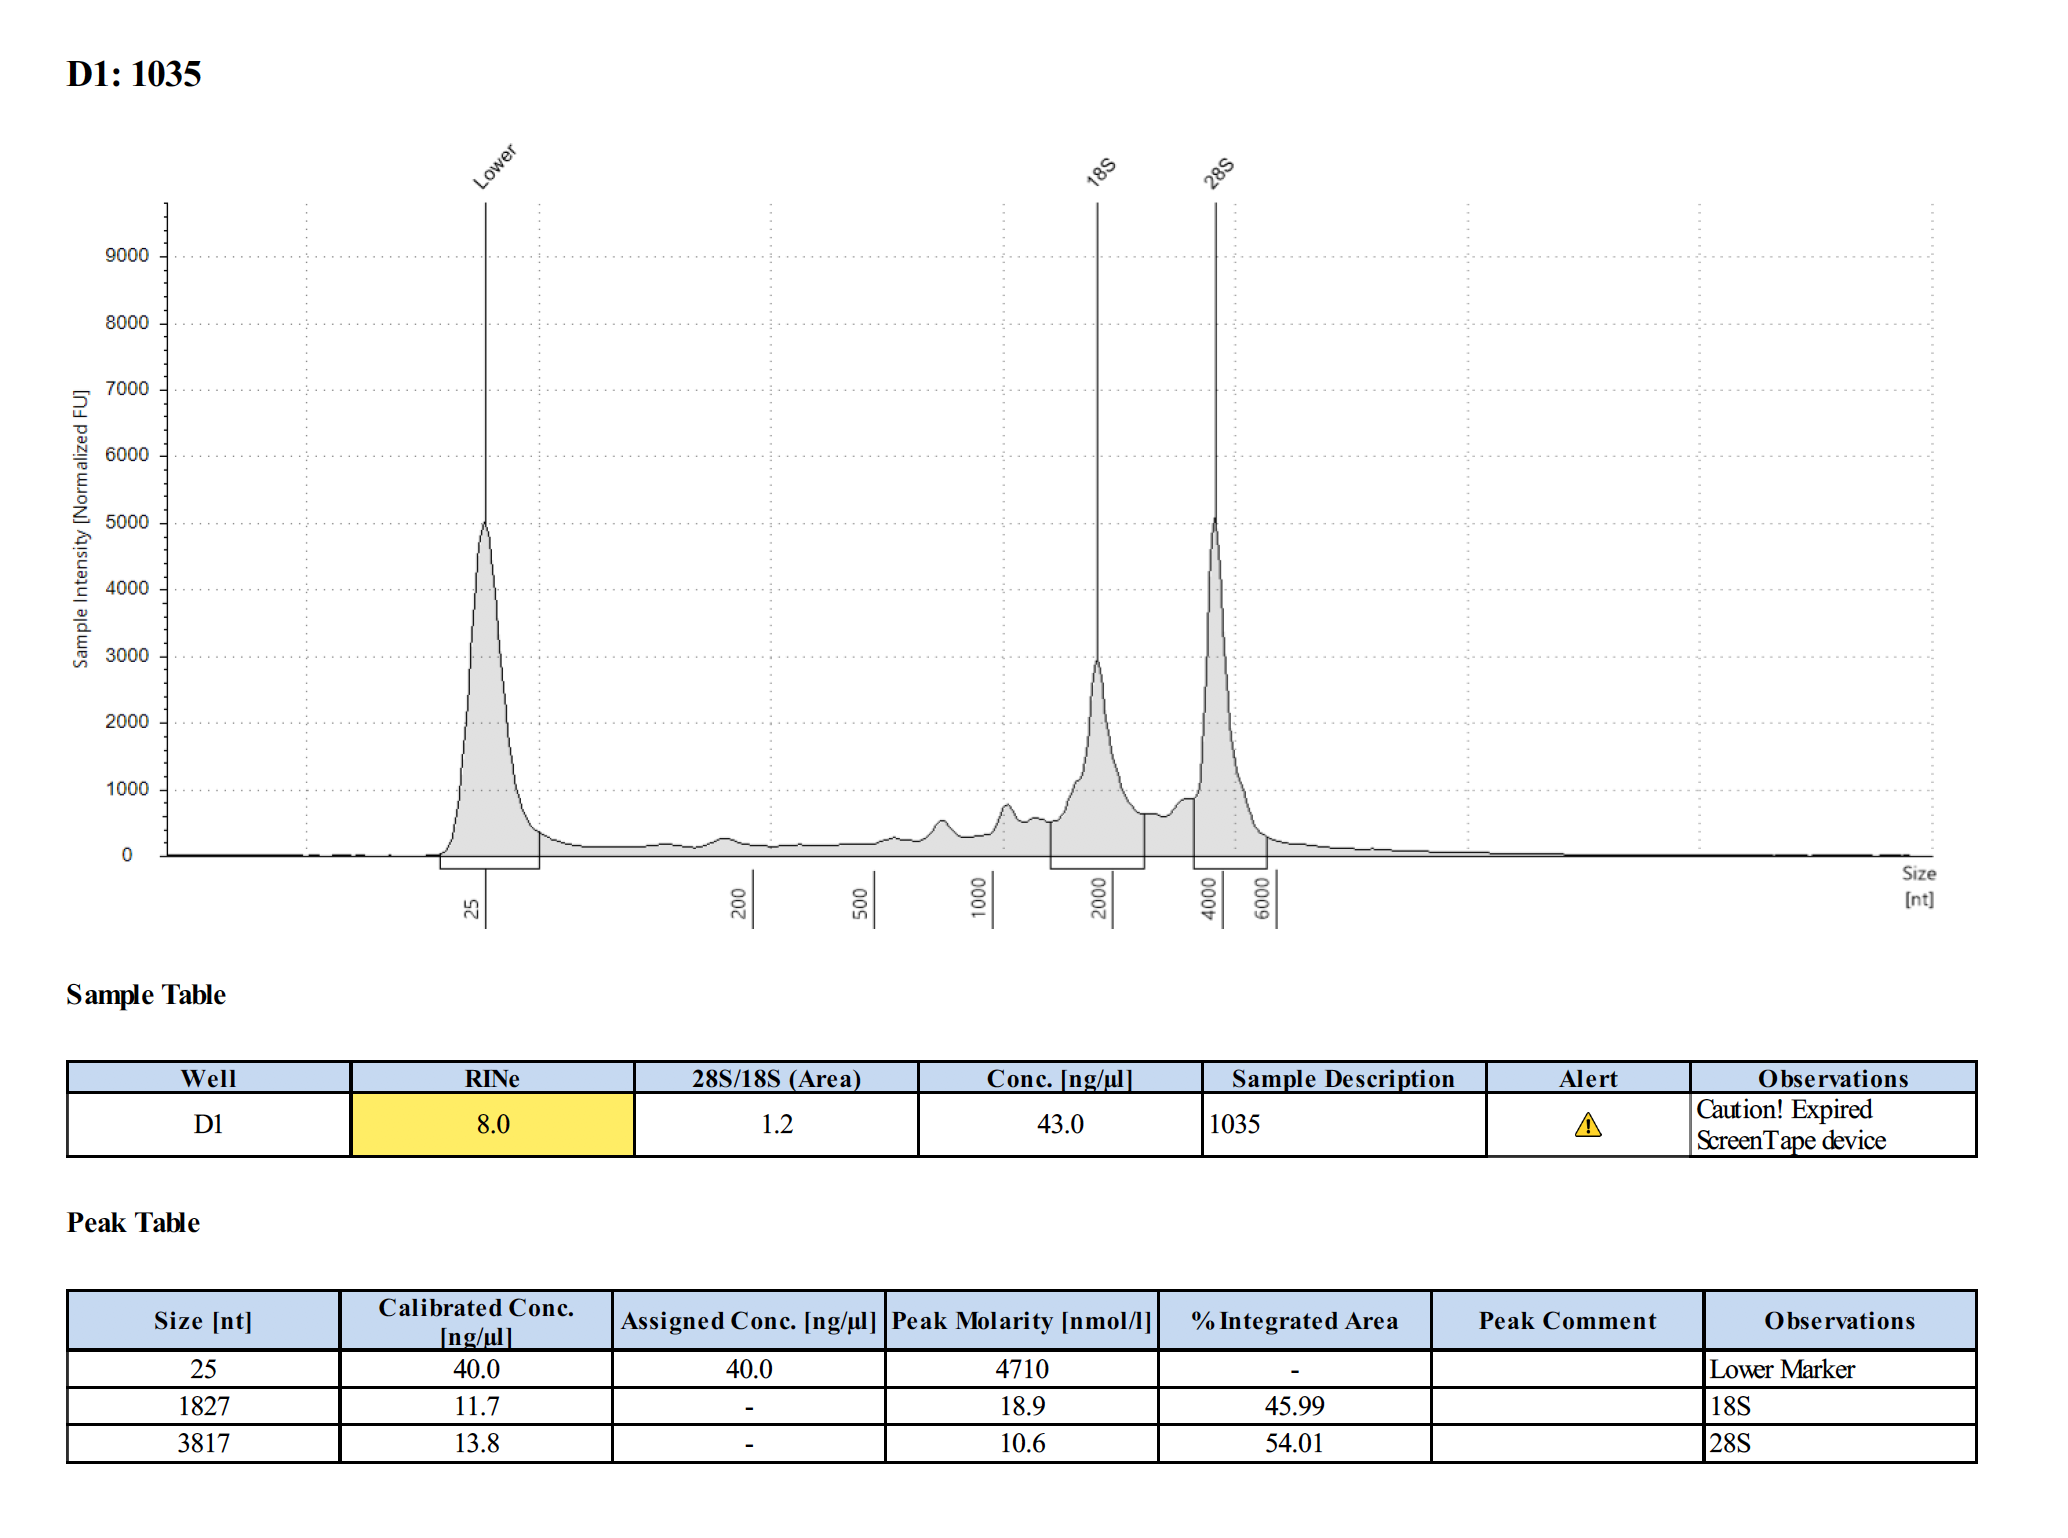 D1: 1035
Lower
18S
28S
Sample Intensity [Normalized FU]
9000
8000
7000
6000
5000
4000
3000
2000
1000
0
25
200
500
1000
2000
4000
6000
Size
[nt]
Sample Table
Well RINe 28S/18S (Area) Conc. [ng/µl] Sample Description Alert Observations
D1 8.0 1.2 43.0 1035 Caution! Expired
ScreenTape device
Peak Table
Size [nt] Calibrated Conc. [ng/µl] Assigned Conc. [ng/µl] Peak Molarity [nmol/l] % Integrated Area Peak Comment Observations
25 40.0 40.0 4710 - Lower Marker
1827 11.7 - 18.9 45.99 18S
3817 13.8 - 10.6 54.01 28S